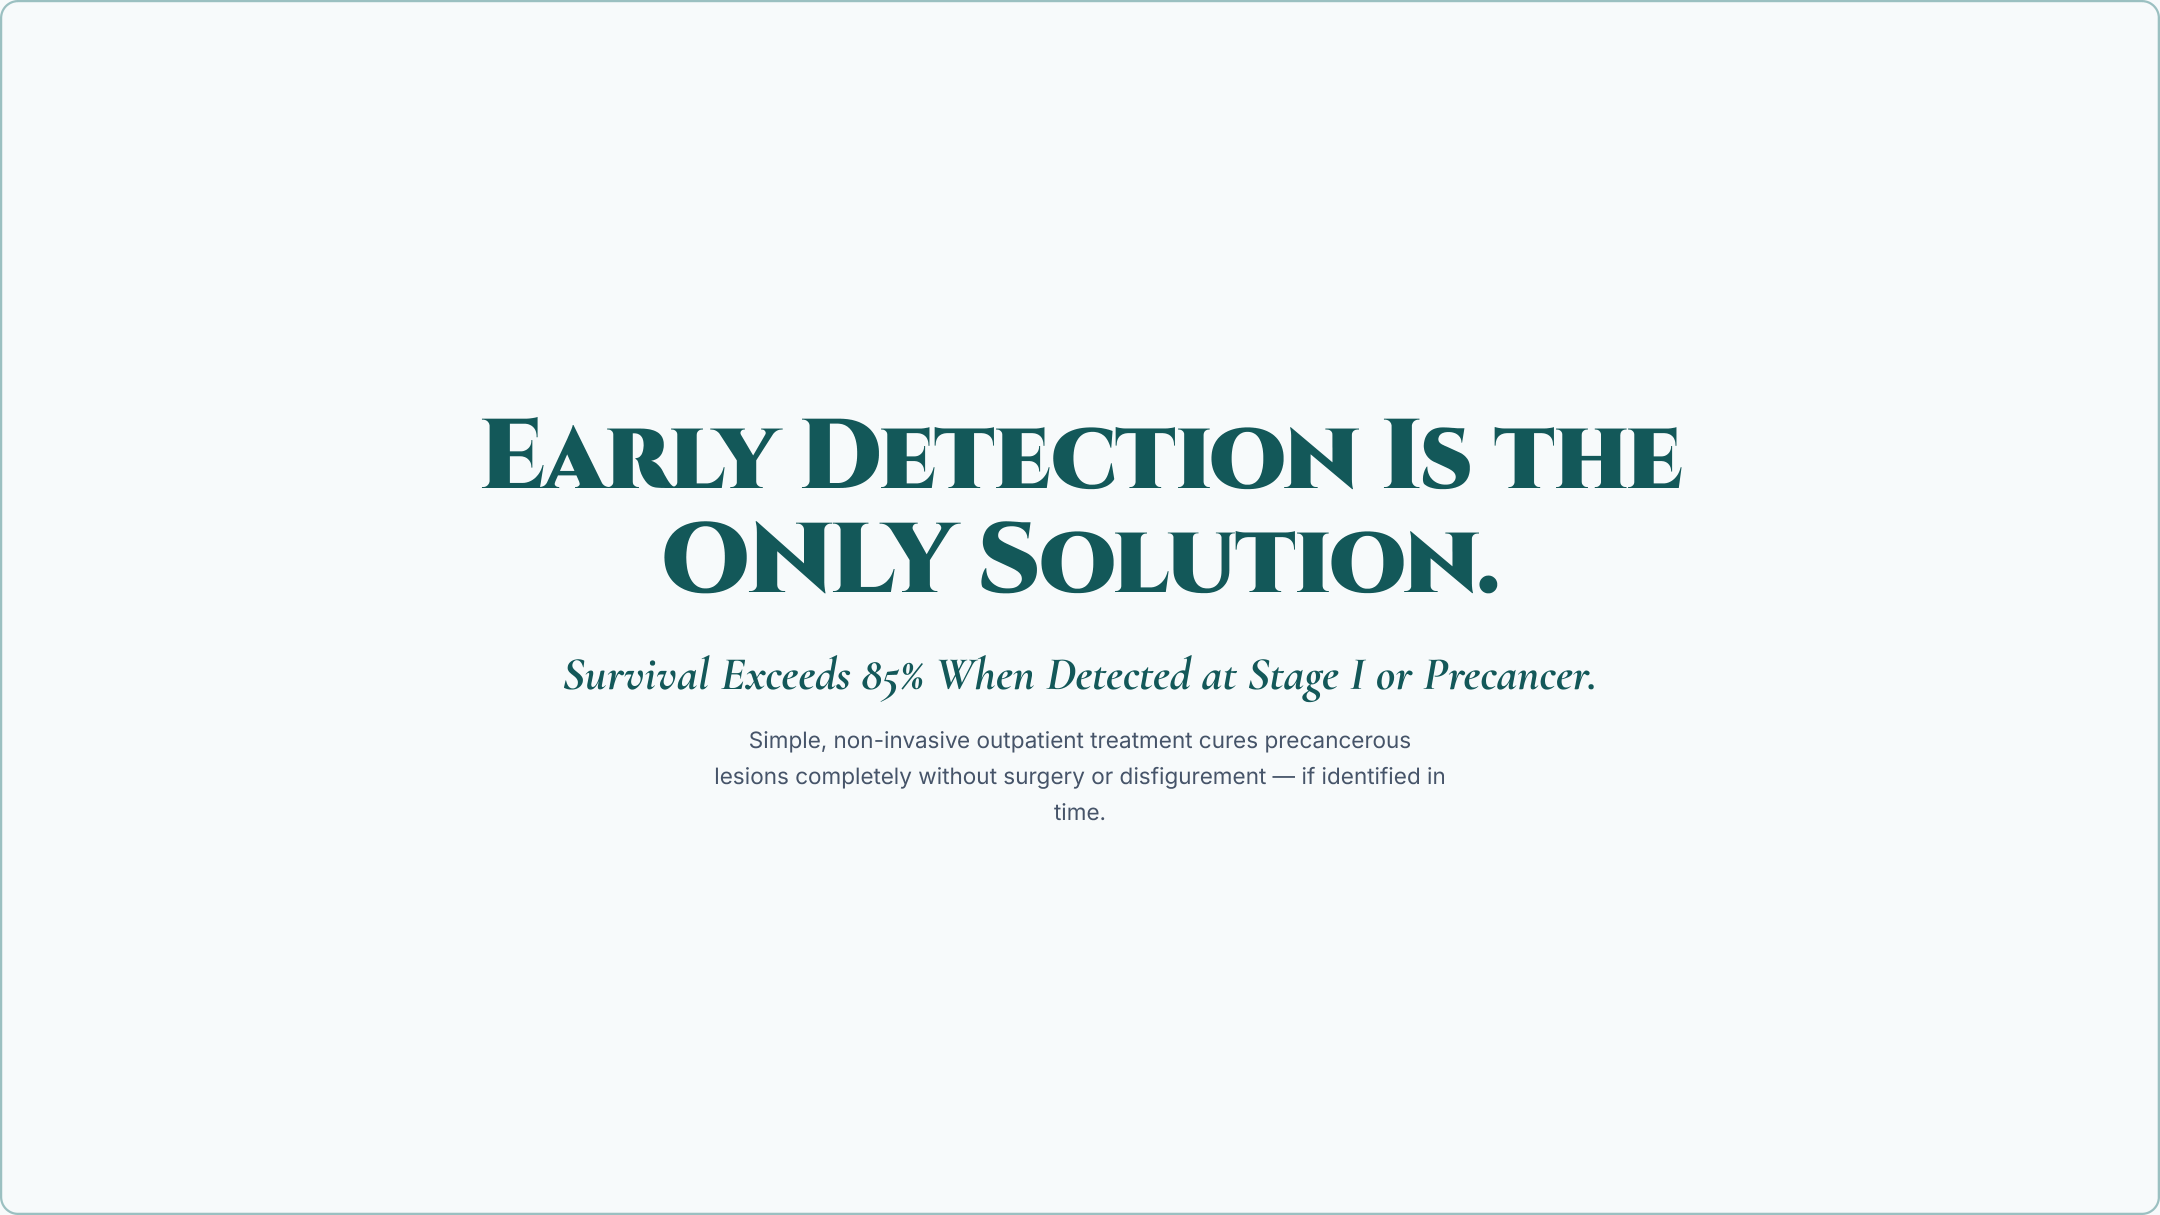 Early Detection Is the
ONLY Solution.
Survival Exceeds 85% When Detected at Stage I or Precancer.
Simple, non-invasive outpatient treatment cures precancerous
lesions completely without surgery or disfigurement — if identified in
time.